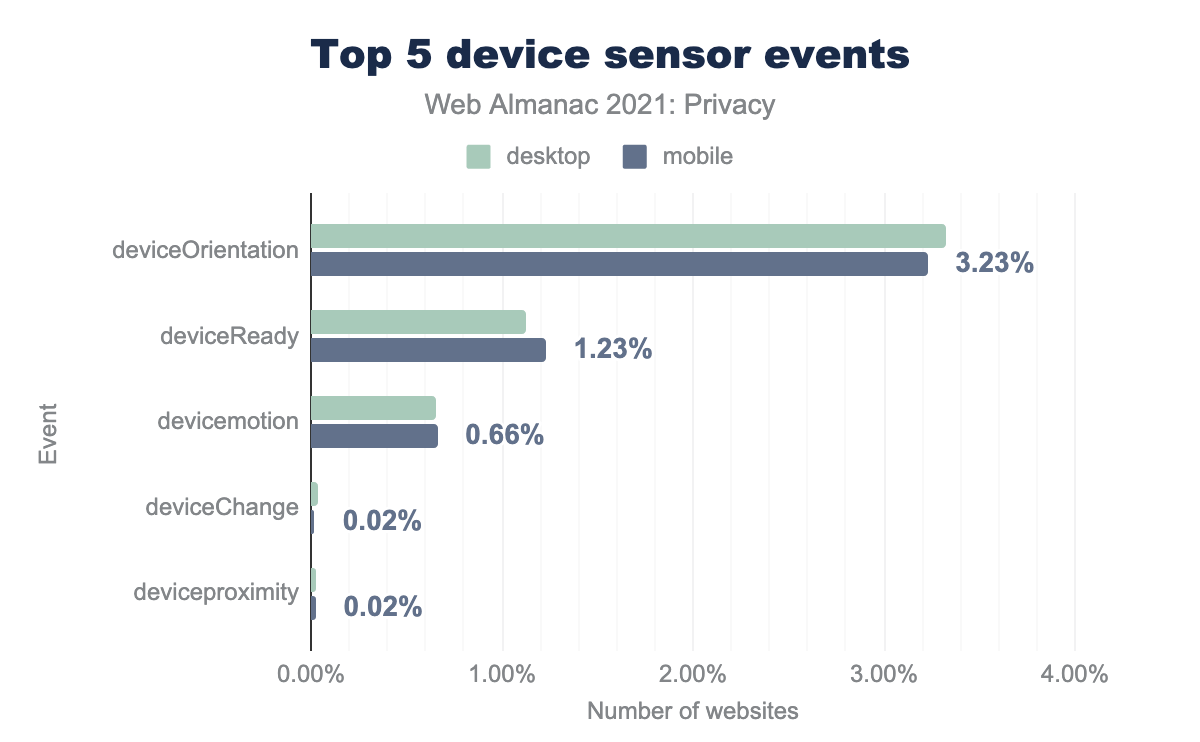 Top 5 device sensor events
Web Almanac 2021: Privacy
desktop
mobile
deviceOrientation
3.23%
deviceReady
1.23%
devicemotion
0.66%
deviceChange
0.02%
deviceproximity
0.02%
Event
0.00%
1.00%
2.00%
3.00%
4.00%
Number of websites